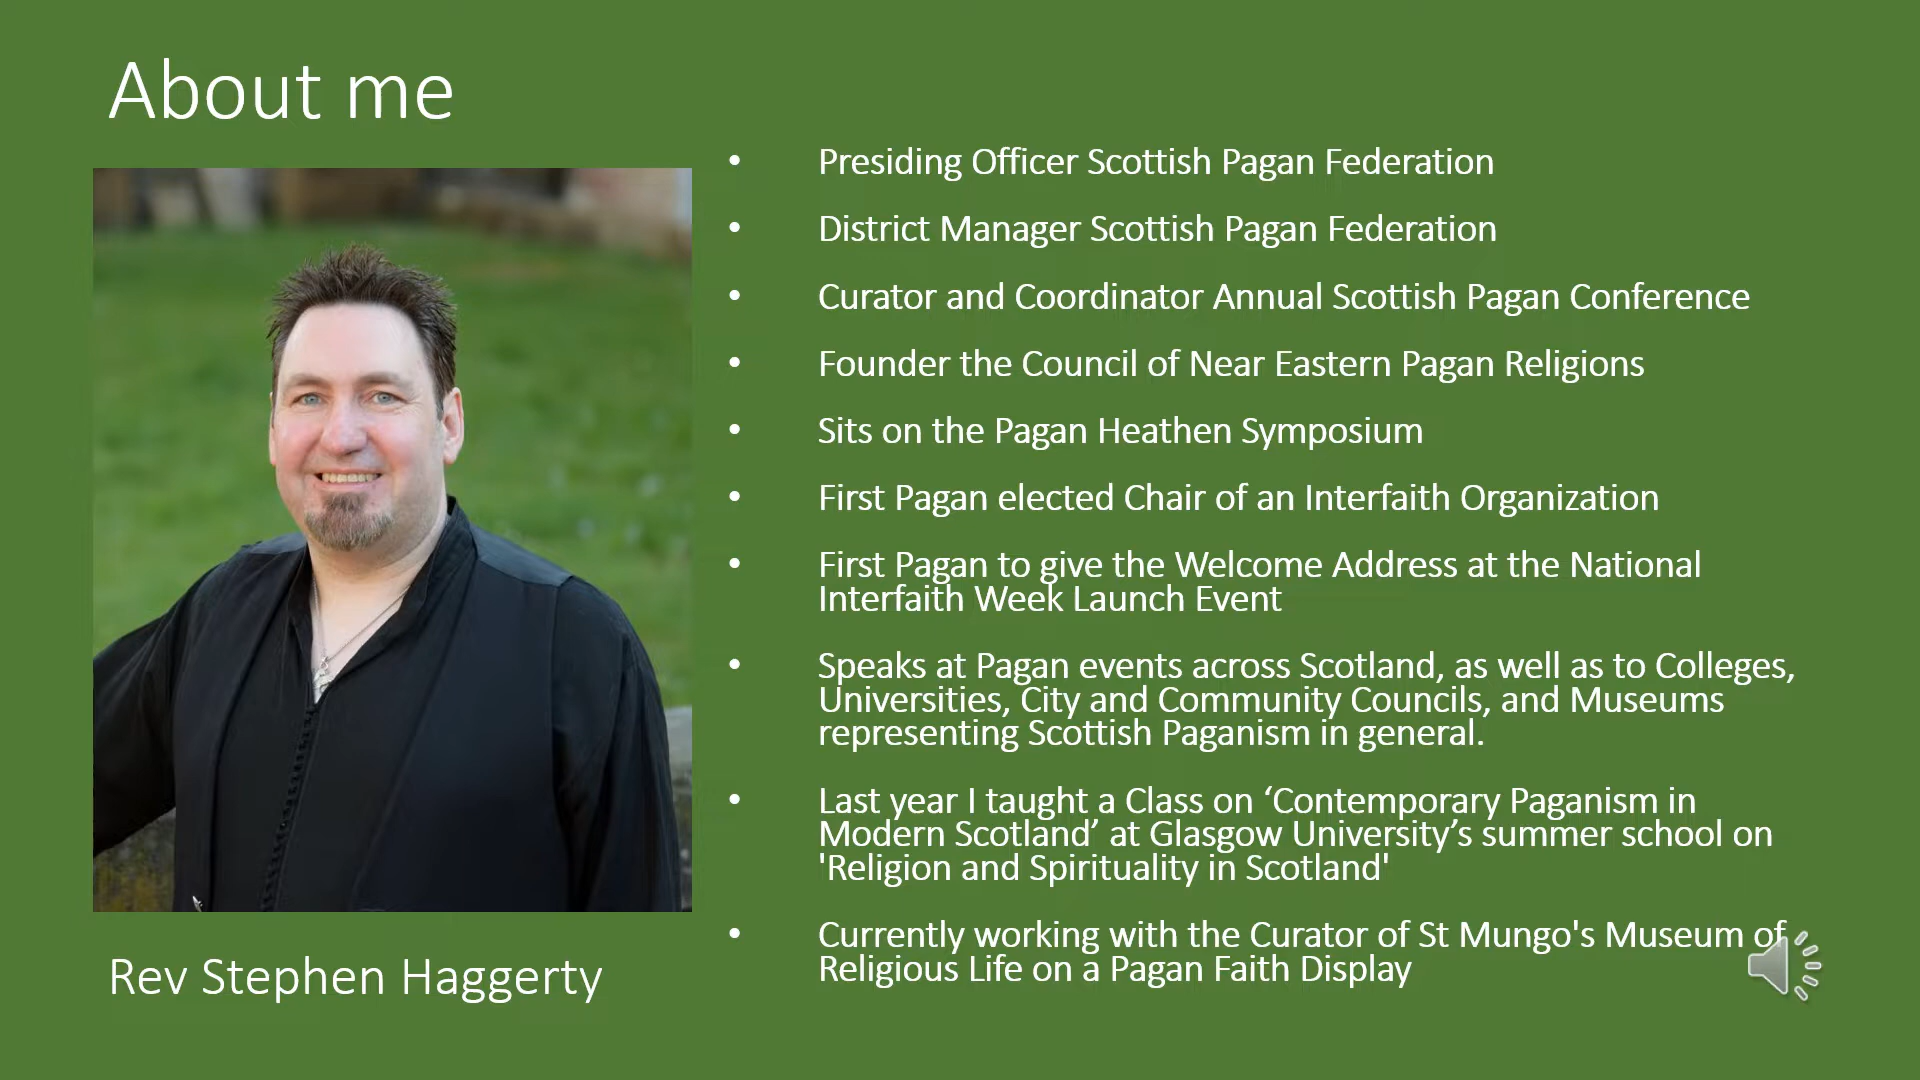 About me
• Presiding Officer Scottish Pagan Federation
• District Manager Scottish Pagan Federation
• Curator and Coordinator Annual Scottish Pagan Conference
• Founder the Council of Near Eastern Pagan Religions
• Sits on the Pagan Heathen Symposium
• First Pagan elected Chair of an Interfaith Organization
• First Pagan to give the Welcome Address at the National
Interfaith Week Launch Event
• Speaks at Pagan events across Scotland, as well as to Colleges,
Universities, City and Community Councils, and Museums
representing Scottish Paganism in general.
• Last year I taught a Class on ‘Contemporary Paganism in
Modern Scotland’ at Glasgow University’s summer school on
'Religion and Spirituality in Scotland'
• Currently working with the Curator of St Mungo's Museum of
Religious Life on a Pagan Faith Display
Rev Stephen Haggerty